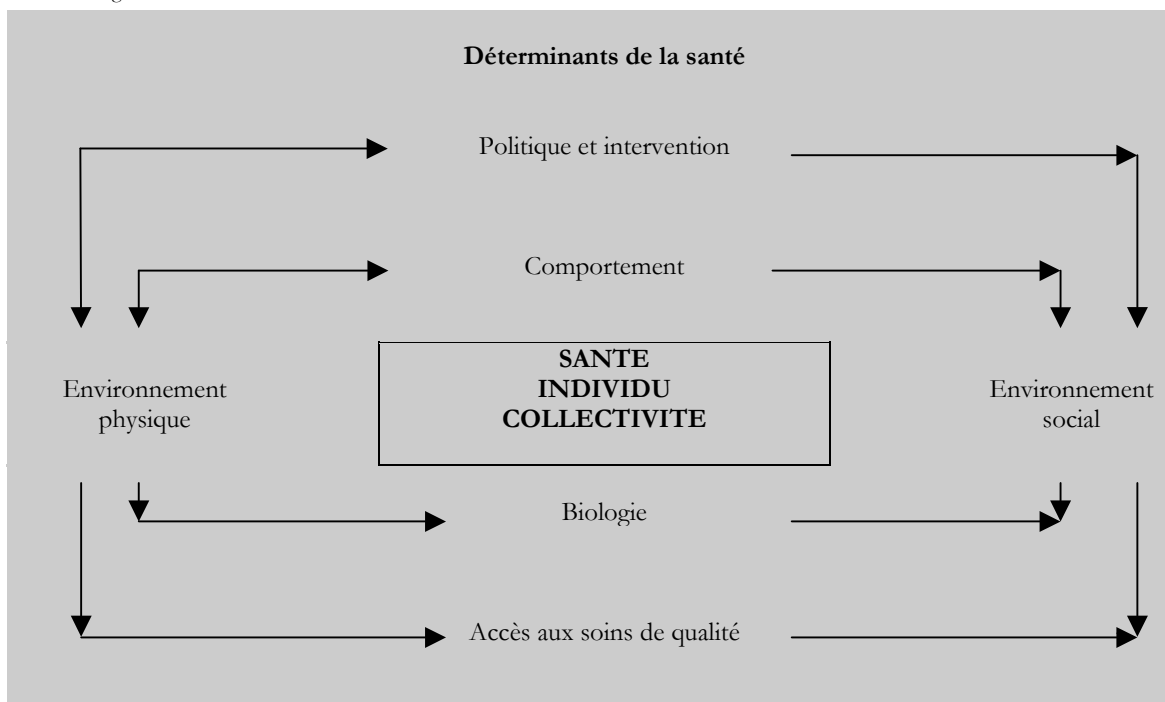 Déterminants de la santé
Politique et intervention
Comportement
SANTE
INDIVIDU
COLLECTIVITE
Environnement
physique
Environnement
social
Biologie
Accès aux soins de qualité